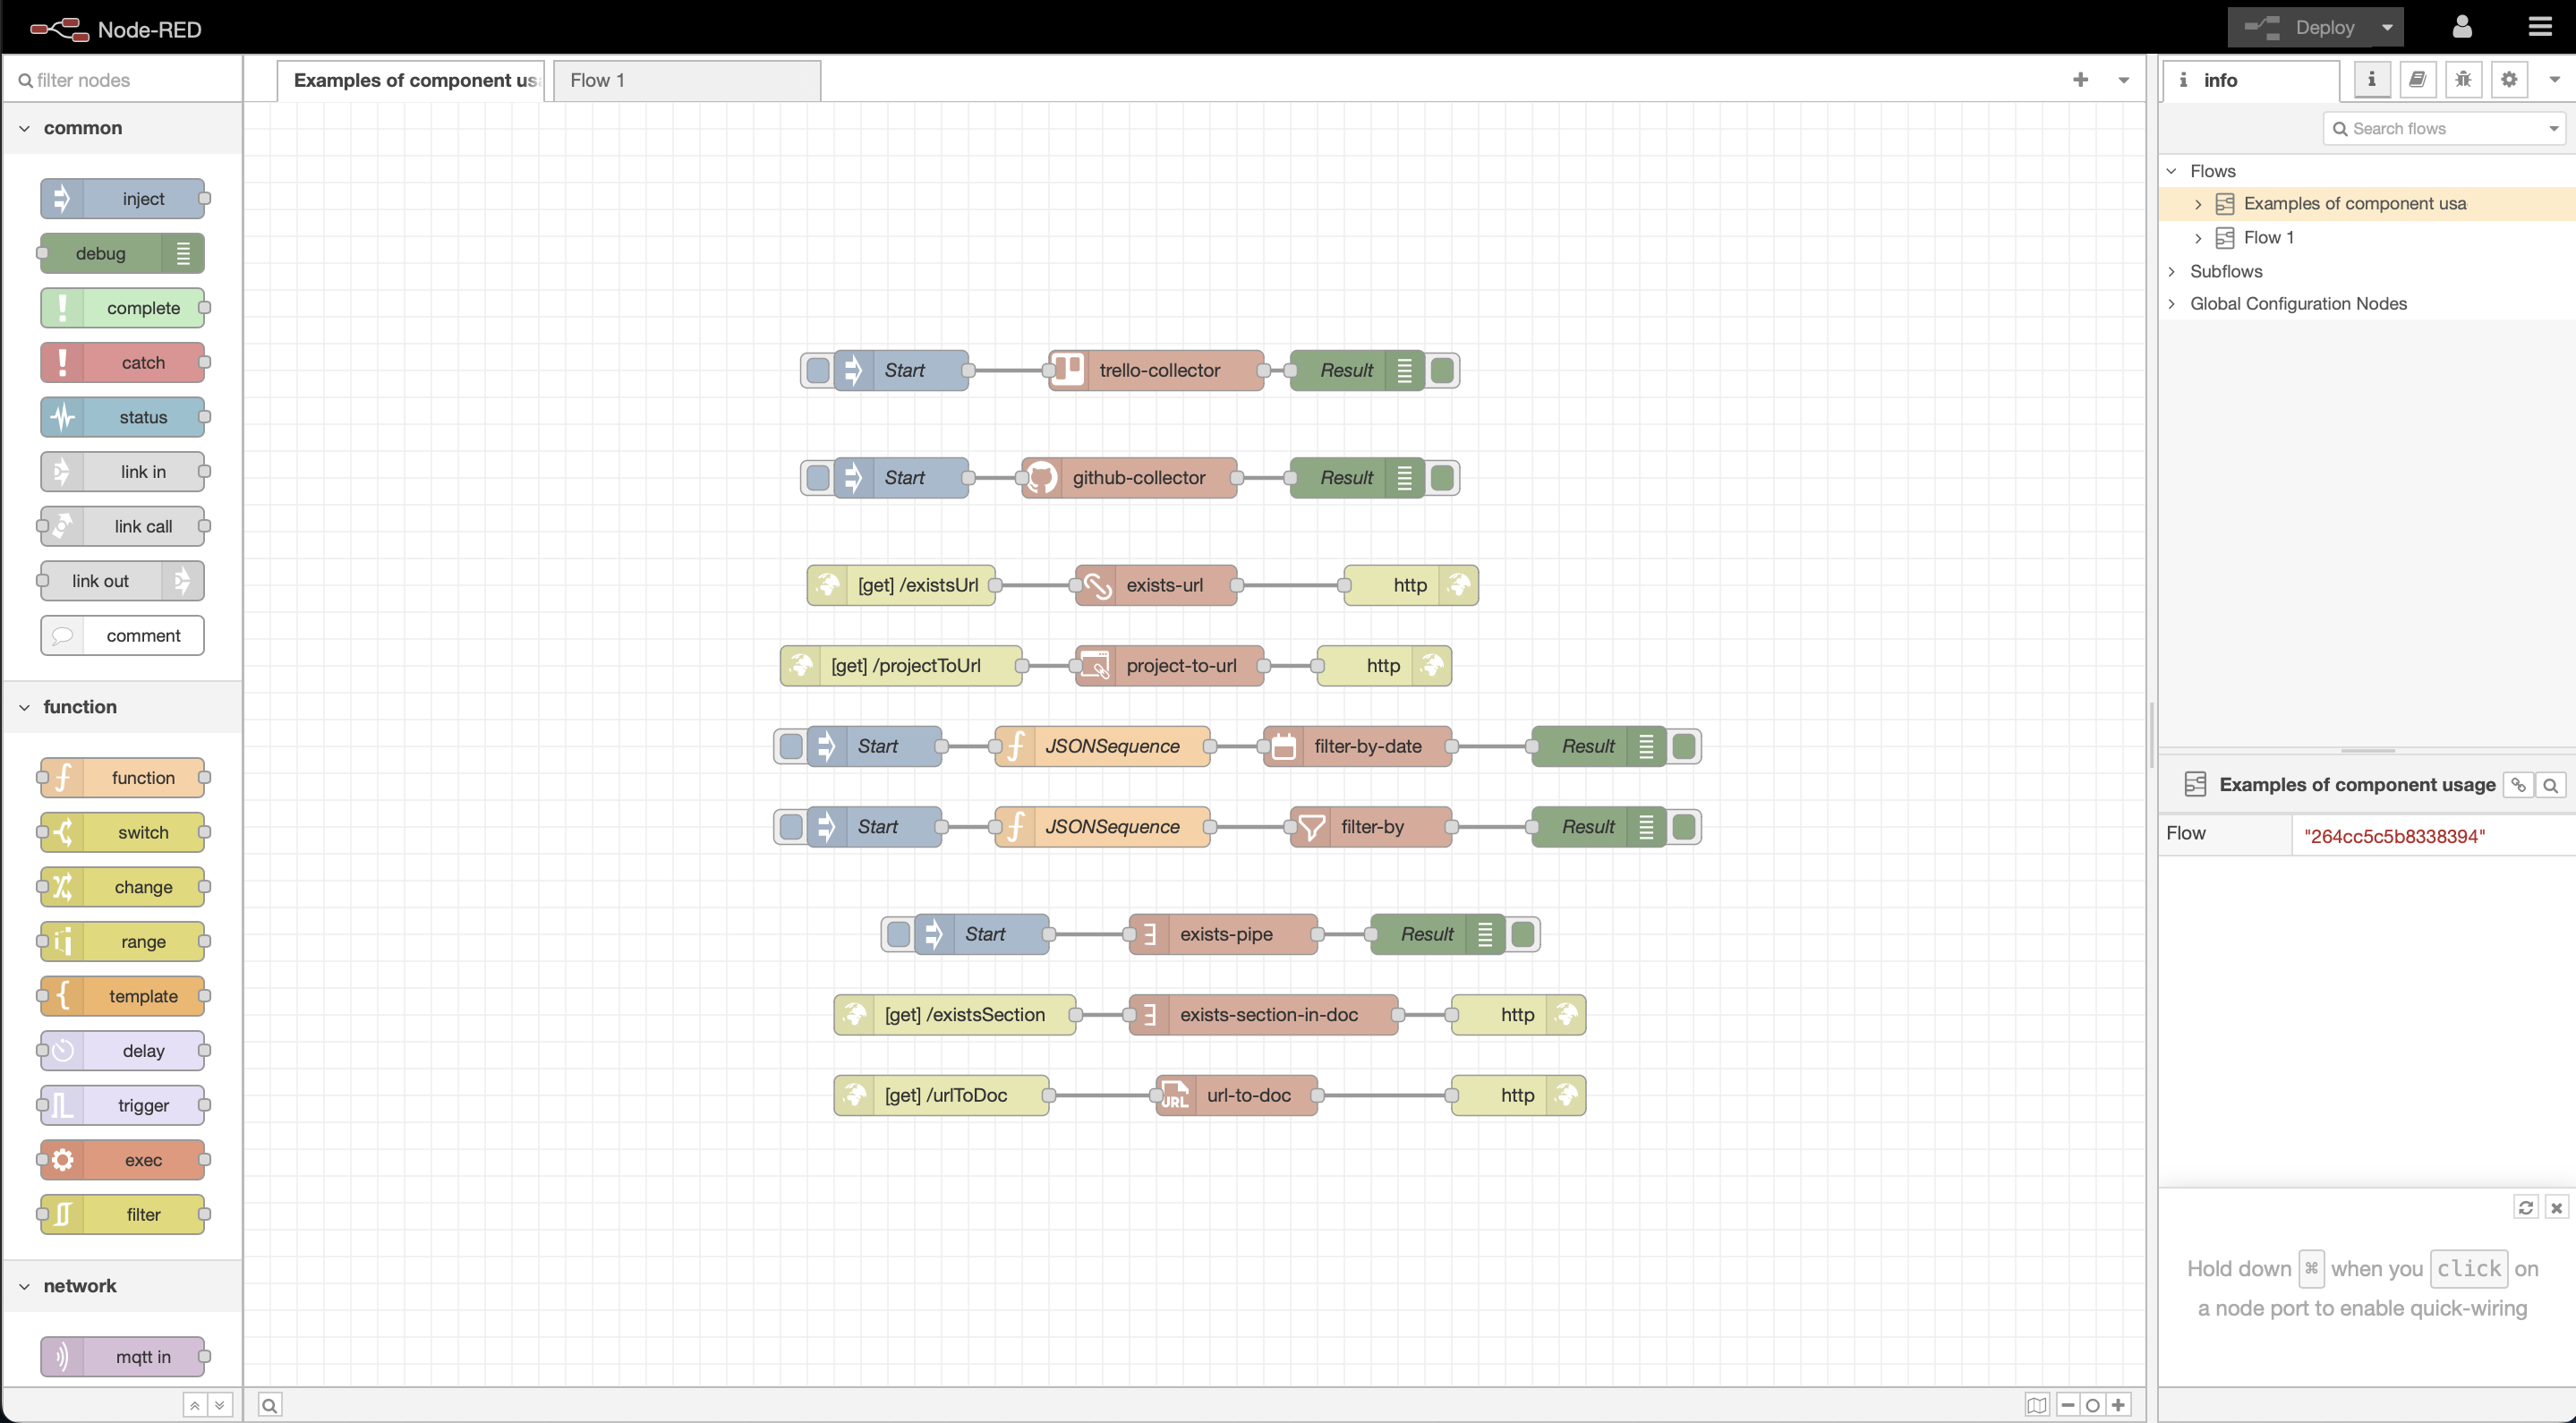 Node-RED
Deploy
filter nodes
Examples of component us
Flow 1
info
Search flows
common
inject
debug
complete
catch
status
link in
link call
link out
comment
function
function
switch
change
range
template
delay
trigger
exec
filter
network
mqtt in
Start trello-collector Result
Start github-collector Result
[get] /existsUrl exists-url http
[get] /projectToUrl project-to-url http
Start JSONSequence filter-by-date Result
Start JSONSequence filter-by Result
Start exists-pipe Result
[get] /existsSection exists-section-in-doc http
[get] /urlToDoc URL url-to-doc http
Flows
Examples of component usa
Flow 1
Subflows
Global Configuration Nodes
Examples of component usage
Flow "264cc5c5b8338394"
Hold down ⌘ when you click on
a node port to enable quick-wiring